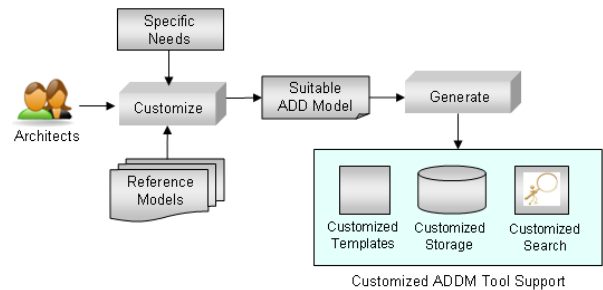 Specific
Needs
Architects
Customize
Suitable
ADD Model
Generate
Reference
Models
Customized
Templates
Customized
Storage
Customized
Search
Customized ADDM Tool Support